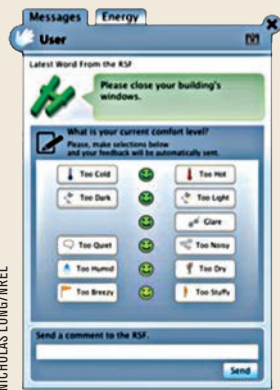 Messages Energy
User
Latest Word From the RSF
Please close your building's
windows.
What is your current comfort level?
Please, make selections below
and your feedback will be automatically sent.
Too Cold Too Hot
Too Dark Too Light
Glare
Too Quiet Too Noisy
Too Humid Too Dry
Too Breezy Too Stuffy
Send a comment to the RSF.
Send
NICHOLAS LONG/NREL